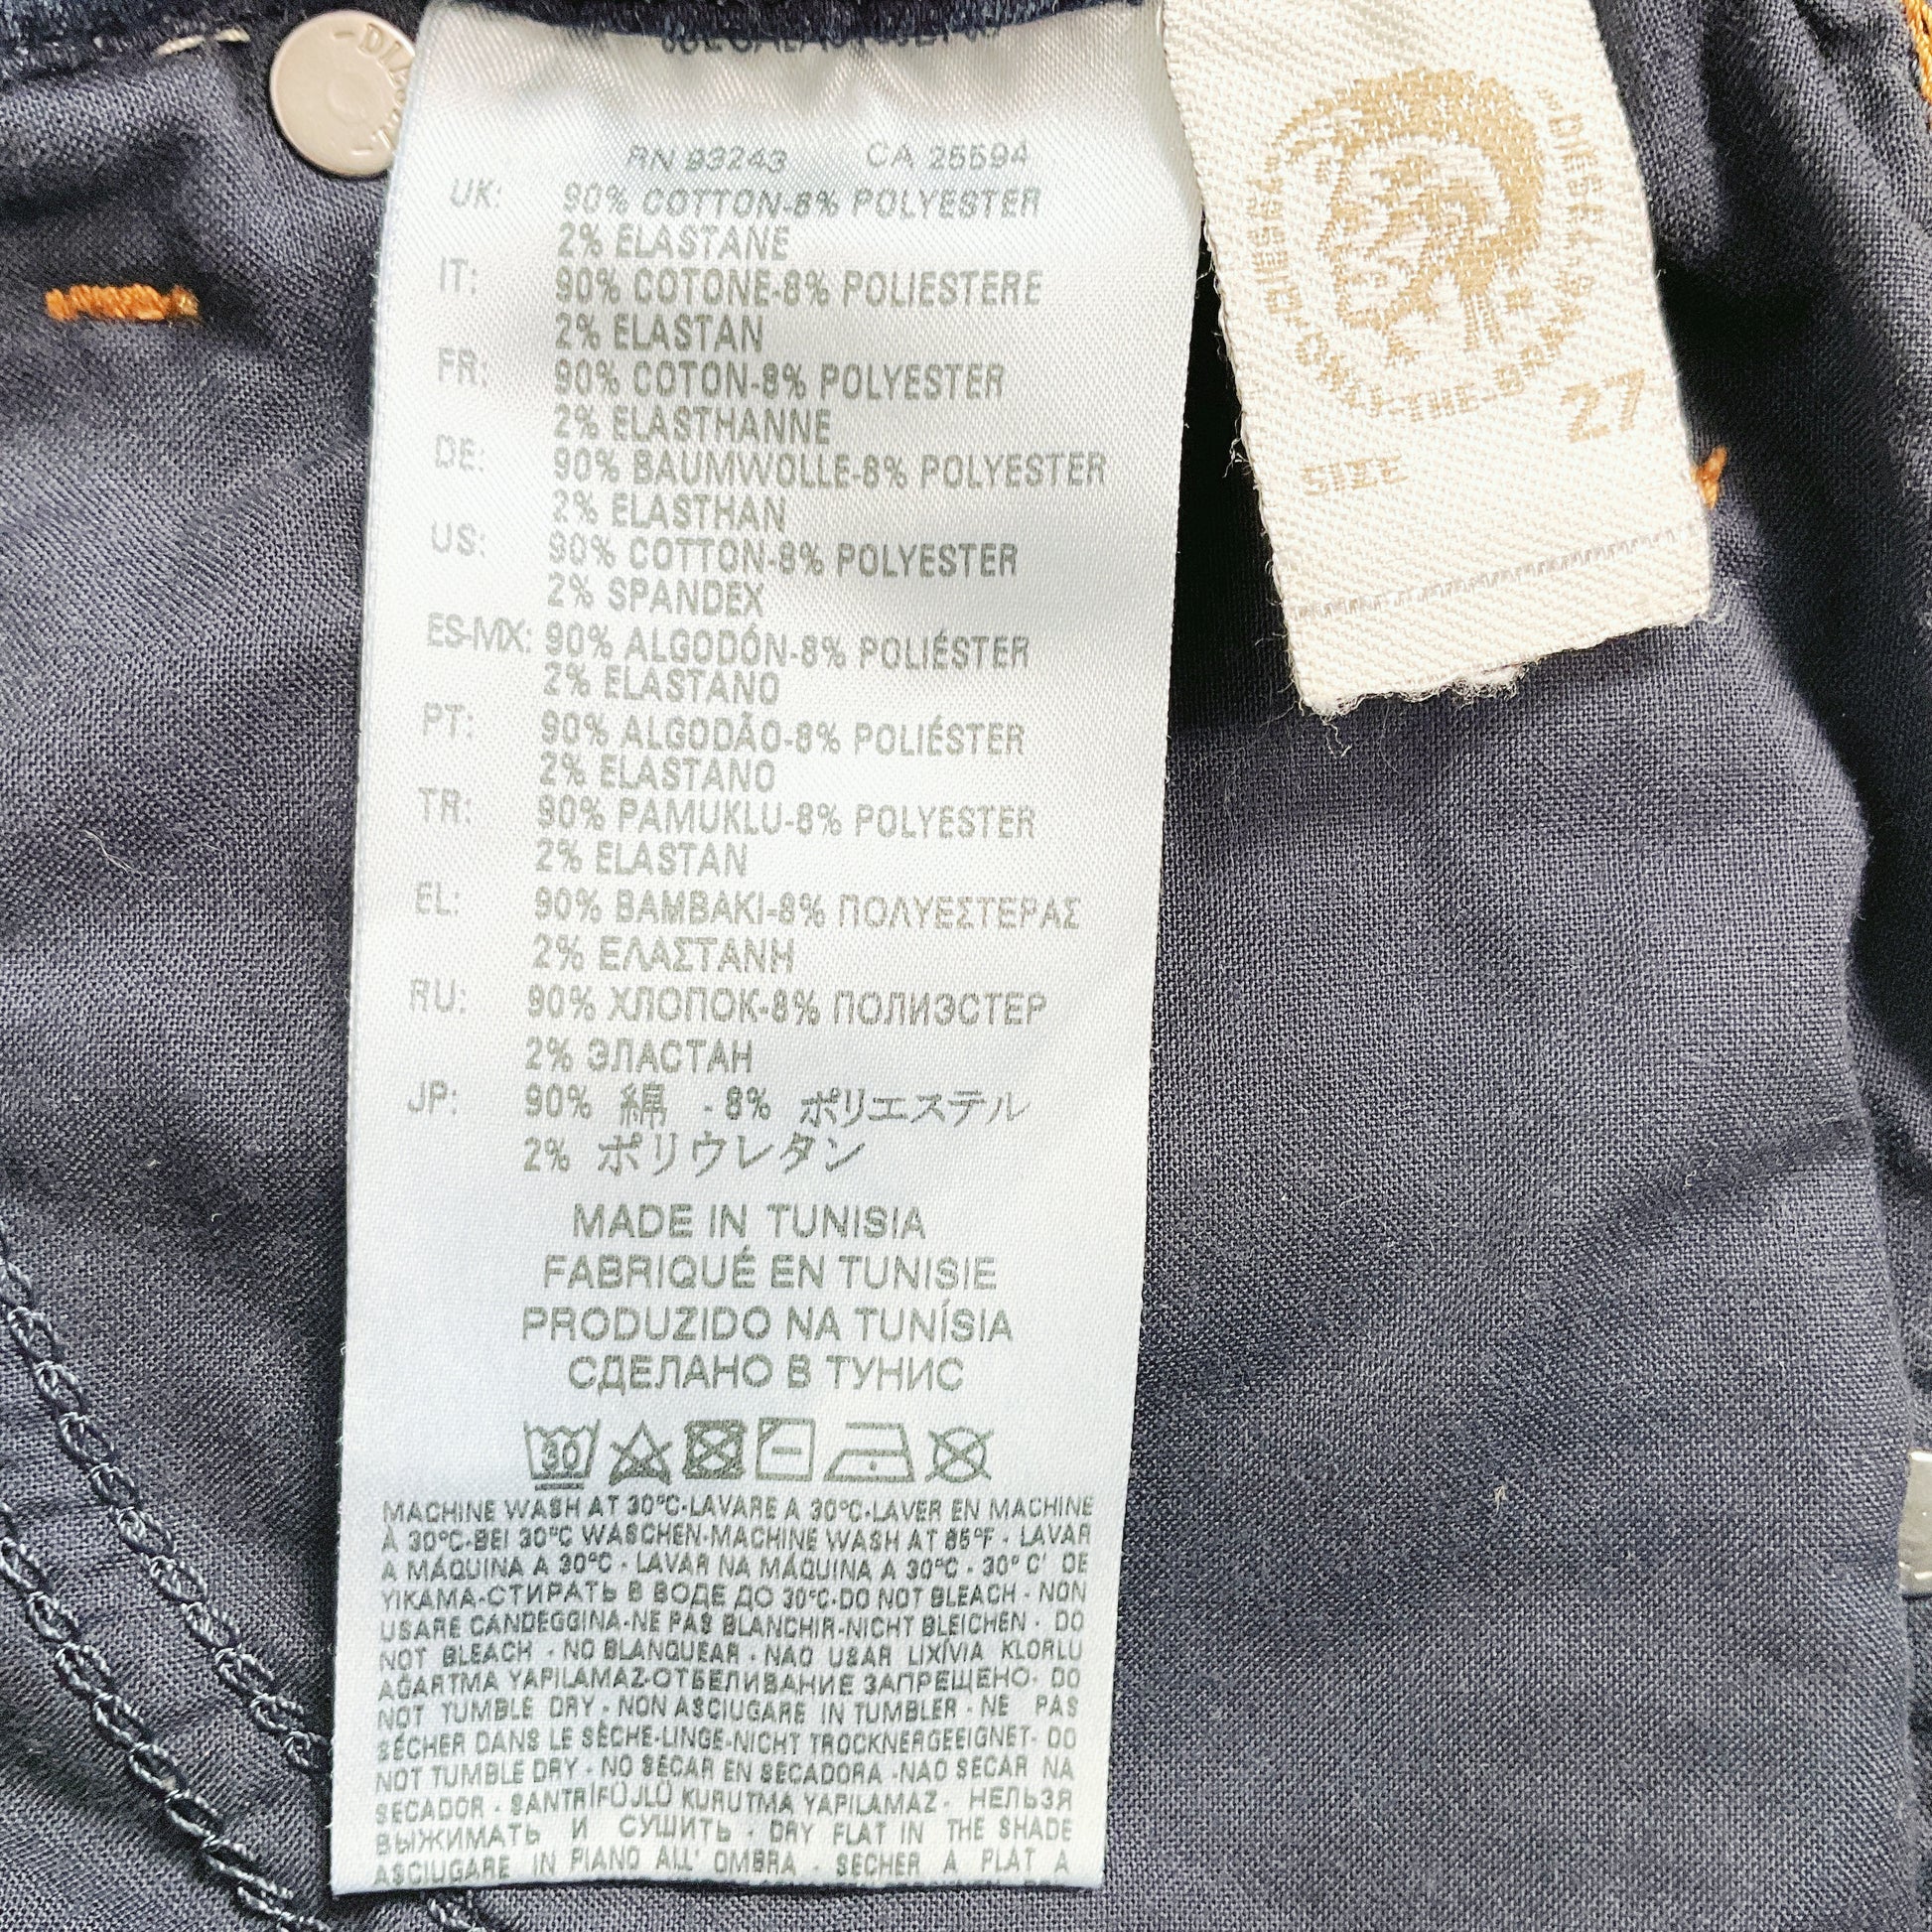 RN 93243 CA 25594
UK: 90% COTTON-8% POLYESTER
2% ELASTANE
IT: 90% COTONE-8% POLIESTERE
2% ELASTAN
FR: 90% COTON-8% POLYESTER
2% ELASTHANNE
DE: 90% BAUMWOLLE-8% POLYESTER
2% ELASTHAN
US: 90% COTTON-8% POLYESTER
2% SPANDEX
ES-MX: 90% ALGODÓN-8% POLIÉSTER
2% ELASTANO
PT: 90% ALGODÃO-8% POLIÉSTER
2% ELASTANO
TR: 90% PAMUKLU-8% POLYESTER
2% ELASTAN
EL: 90% BAMBAKI-8% ΠΟΛΥΕΣΤΕΡΑΣ
2% ΕΛΑΣΤΑΝΗ
RU: 90% ХЛОПОК-8% ПОЛИЭСТЕР
2% ЭЛАСТАН
JP: 90% 綿 - 8% ポリエステル
2% ポリウレタン
MADE IN TUNISIA
FABRIQUÉ EN TUNISIE
PRODUZIDO NA TUNÍSIA
СДЕЛАНО В ТУНИС
30
MACHINE WASH AT 30°C-LAVARE A 30°C-LAVER EN MACHINE
À 30°C-BEI 30°C WASCHEN-MACHINE WASH AT 85°F - LAVAR
A MÁQUINA A 30°C - LAVAR NA MÁQUINA A 30°C - 30° C' DE
YIKAMA-СТИРАТЬ В ВОДЕ ДО 30°C-DO NOT BLEACH - NON
USARE CANDEGGINA-NE PAS BLANCHIR-NICHT BLEICHEN - DO
NOT BLEACH - NO BLANQUEAR - NAO USAR LIXÍVIA KLORLU
AGARTMA YAPILAMAZ-ОТБЕЛИВАНИЕ ЗАПРЕЩЕНО- DO
NOT TUMBLE DRY - NON ASCIUGARE IN TUMBLER - NE PAS
SÉCHER DANS LE SÈCHE-LINGE-NICHT TROCKNERGEEIGNET- DO
NOT TUMBLE DRY - NO SECAR EN SECADORA -NAO SECAR NA
SECADOR - SANTRİFÜJLÜ KURUTMA YAPILAMAZ - НЕЛЬЗЯ
ВЫЖИМАТЬ И СУШИТЬ - DRY FLAT IN THE SHADE
ASCIUGARE IN PIANO ALL' OMBRA - SECHER A PLAT A
DIESEL
DIESEL
ONLY-THE-BRAVE
27
SIZE